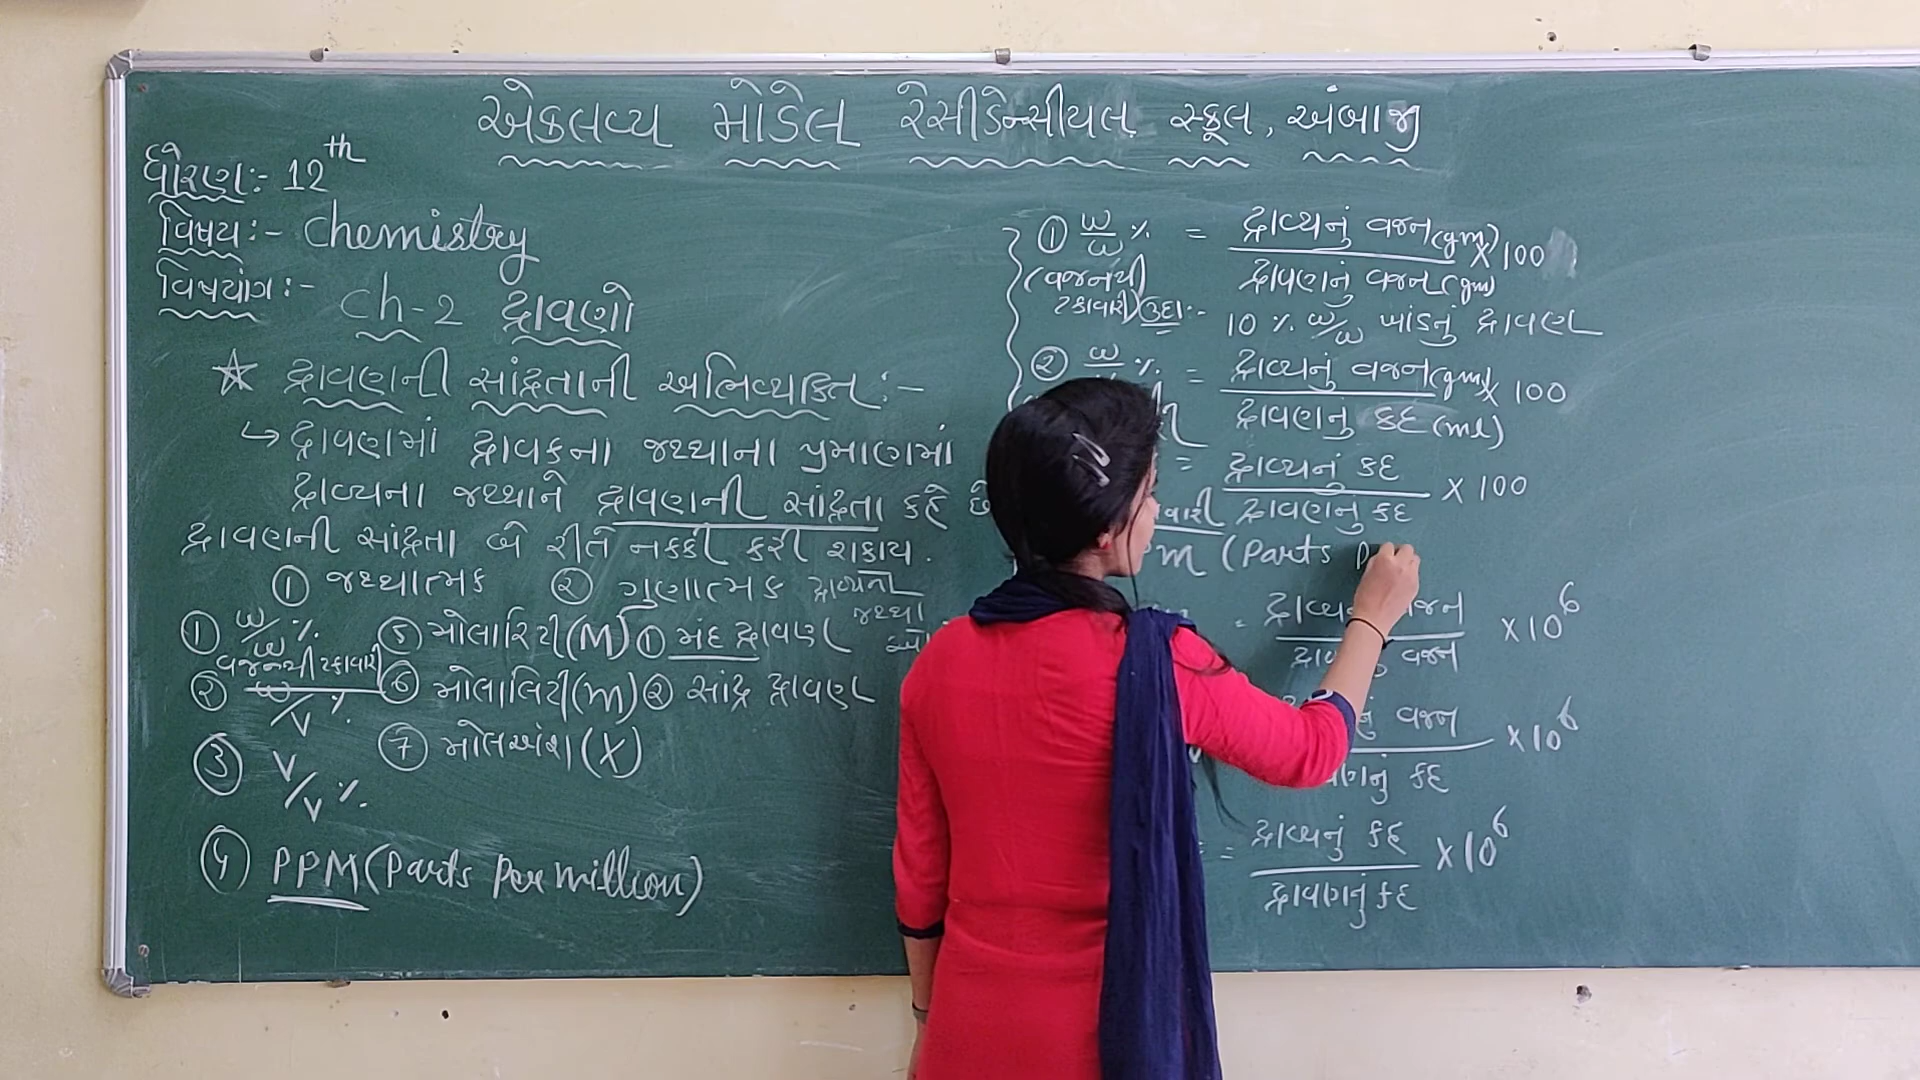 એકલવ્ય મોડેલ રેસીડેન્સીયલ સ્કૂલ, અંબાજી
ધોરણ:- 12th
વિષય:- Chemistry
વિષયાંગ:-
Ch-2 દ્રાવણો
☆ દ્રાવણની સાંદ્રતાની અભિવ્યક્તિ:-
↳ દ્રાવણમાં દ્રાવકના જથ્થાના પ્રમાણમાં
દ્રાવ્યના જથ્થાને દ્રાવણની સાંદ્રતા કહે છે
દ્રાવણની સાંદ્રતા બે રીતે નક્કી કરી શકાય.
① જથ્થાત્મક ② ગુણાત્મક
દ્રાવ્યના
જથ્થા
① w/w % ⑤ મોલારિટી(M) ① મંદ દ્રાવણ
વજનથી ટકાવારી
② w/v % ⑥ મોલાલિટી(m) ② સાંદ્ર દ્રાવણ
③ v/v % ⑦ મોલઅંશ(X)
④ PPM (Parts Per million)
① w/w % = દ્રાવ્યનું વજન(gm) / દ્રાવણનું વજન(gm) × 100
(વજનથી
ટકાવારી) ઉદા:- 10 % w/w ખાંડનું દ્રાવણ
② w % = દ્રાવ્યનું વજન(gm) / દ્રાવણનું કદ(ml) × 100
= દ્રાવ્યનું કદ / દ્રાવણનું કદ × 100
m (Parts P
= વજન / વજન × 10⁶
નું વજન / કદ × 10⁶
= દ્રાવ્યનું કદ / દ્રાવણનું કદ × 10⁶